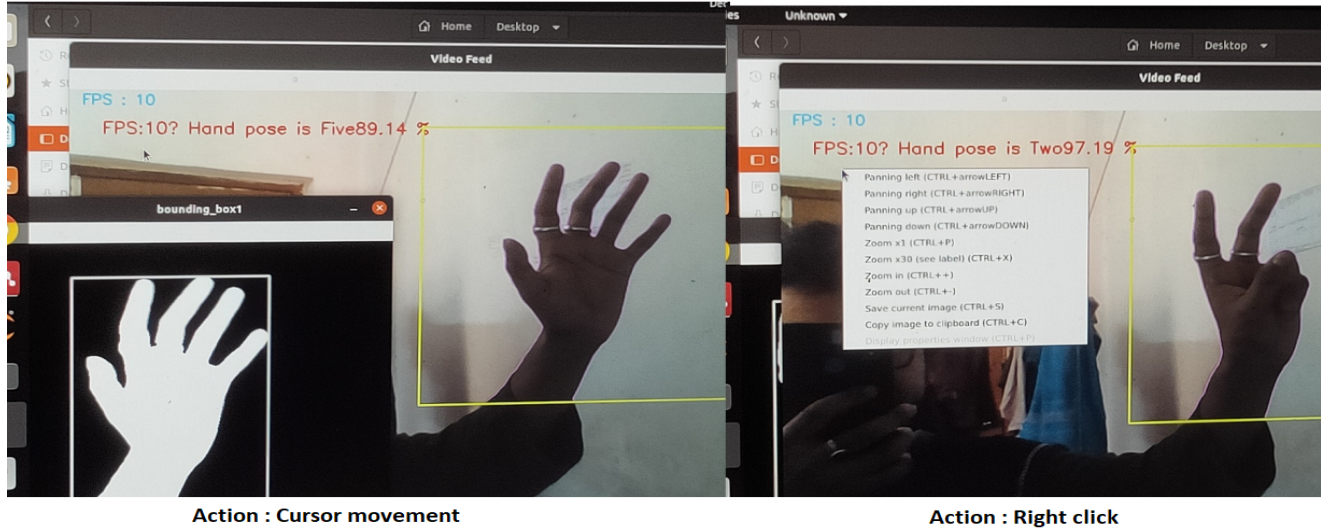 Home Desktop
Video Feed
FPS : 10
FPS:10? Hand pose is Five89.14 %
bounding_box1
Action : Cursor movement
Unknown
Home Desktop
Video Feed
FPS : 10
FPS:10? Hand pose is Two97.19 %
Panning left (CTRL+arrowLEFT)
Panning right (CTRL+arrowRIGHT)
Panning up (CTRL+arrowUP)
Panning down (CTRL+arrowDOWN)
Zoom x1 (CTRL+P)
Zoom x30 (see label) (CTRL+X)
Zoom in (CTRL++)
Zoom out (CTRL+-)
Save current image (CTRL+S)
Copy image to clipboard (CTRL+C)
Display properties window (CTRL+P)
Action : Right click